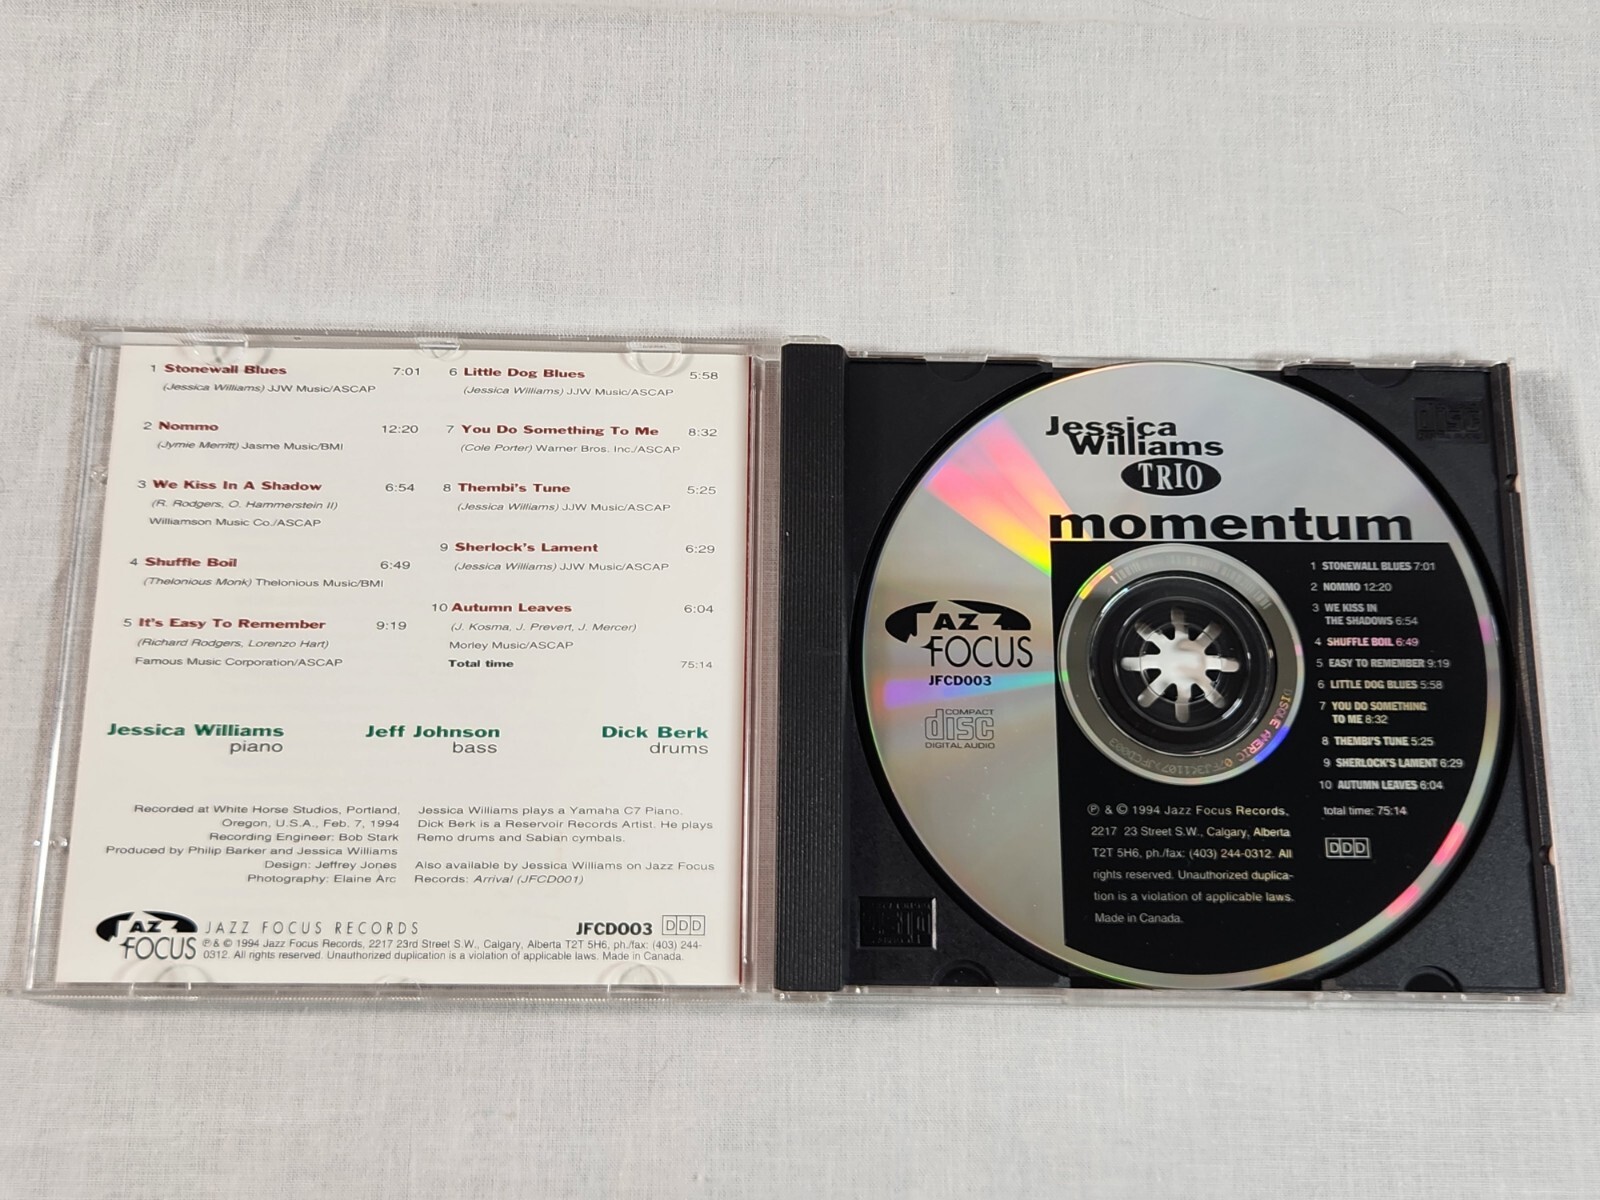 1 Stonewall Blues 7:01
(Jessica Williams) JJW Music/ASCAP
2 Nommo 12:20
(Jymie Merritt) Jasme Music/BMI
3 We Kiss In A Shadow 6:54
(R. Rodgers, O. Hammerstein II)
Williamson Music Co./ASCAP
4 Shuffle Boil 6:49
(Thelonious Monk) Thelonious Music/BMI
5 It's Easy To Remember 9:19
(Richard Rodgers, Lorenzo Hart)
Famous Music Corporation/ASCAP
6 Little Dog Blues 5:58
(Jessica Williams) JJW Music/ASCAP
7 You Do Something To Me 8:32
(Cole Porter) Warner Bros. Inc./ASCAP
8 Thembi's Tune 5:25
(Jessica Williams) JJW Music/ASCAP
9 Sherlock's Lament 6:29
(Jessica Williams) JJW Music/ASCAP
10 Autumn Leaves 6:04
(J. Kosma, J. Prevert, J. Mercer)
Morley Music/ASCAP
Total time 75:14
Jessica Williams
piano
Jeff Johnson
bass
Dick Berk
drums
Recorded at White Horse Studios, Portland,
Oregon, U.S.A., Feb. 7, 1994
Recording Engineer: Bob Stark
Produced by Philip Barker and Jessica Williams
Design: Jeffrey Jones
Photography: Elaine Arc
Jessica Williams plays a Yamaha C7 Piano.
Dick Berk is a Reservoir Records Artist. He plays
Remo drums and Sabian cymbals.
Also available by Jessica Williams on Jazz Focus
Records: Arrival (JFCD001)
JAZZ FOCUS
JAZZ FOCUS RECORDS JFCD003 DDD
℗ & © 1994 Jazz Focus Records, 2217 23rd Street S.W., Calgary, Alberta T2T 5H6, ph./fax: (403) 244-
0312. All rights reserved. Unauthorized duplication is a violation of applicable laws. Made in Canada.
Jessica
Williams
TRIO
momentum
JAZZ
FOCUS
JFCD003
COMPACT
disc
DIGITAL AUDIO
1 STONEWALL BLUES 7:01
2 NOMMO 12:20
3 WE KISS IN
THE SHADOWS 6:54
4 SHUFFLE BOIL 6:49
5 EASY TO REMEMBER 9:19
6 LITTLE DOG BLUES 5:58
7 YOU DO SOMETHING
TO ME 8:32
8 THEMBI'S TUNE 5:25
9 SHERLOCK'S LAMENT 6:29
10 AUTUMN LEAVES 6:04
total time: 75:14
DDD
℗ & © 1994 Jazz Focus Records,
2217 23 Street S.W., Calgary, Alberta
T2T 5H6, ph./fax: (403) 244-0312. All
rights reserved. Unauthorized duplica-
tion is a violation of applicable laws.
Made in Canada.